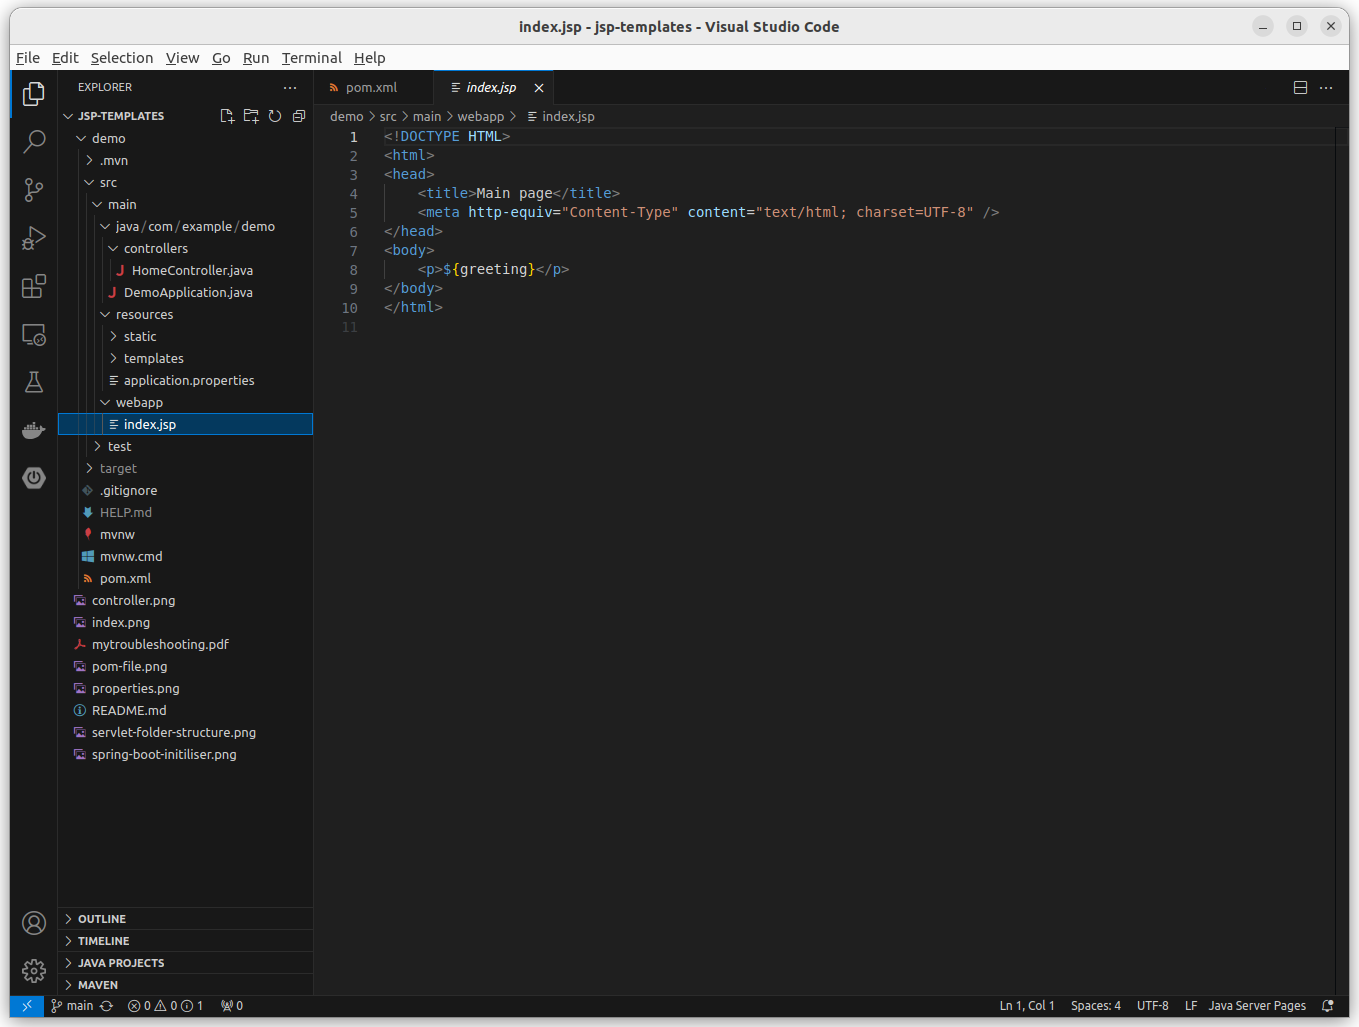 index.jsp - jsp-templates - Visual Studio Code
File Edit Selection View Go Run Terminal Help
EXPLORER
JSP-TEMPLATES
demo
.mvn
src
main
java/com/example/demo
controllers
J HomeController.java
J DemoApplication.java
resources
static
templates
application.properties
webapp
index.jsp
test
target
.gitignore
HELP.md
mvnw
mvnw.cmd
pom.xml
controller.png
index.png
mytroubleshooting.pdf
pom-file.png
properties.png
README.md
servlet-folder-structure.png
spring-boot-initiliser.png
OUTLINE
TIMELINE
JAVA PROJECTS
MAVEN
pom.xml index.jsp
demo > src > main > webapp > index.jsp
1 <!DOCTYPE HTML>
2 <html>
3 <head>
4 <title>Main page</title>
5 <meta http-equiv="Content-Type" content="text/html; charset=UTF-8" />
6 </head>
7 <body>
8 <p>${greeting}</p>
9 </body>
10 </html>
11
main 0 0 1 0 Ln 1, Col 1 Spaces: 4 UTF-8 LF Java Server Pages